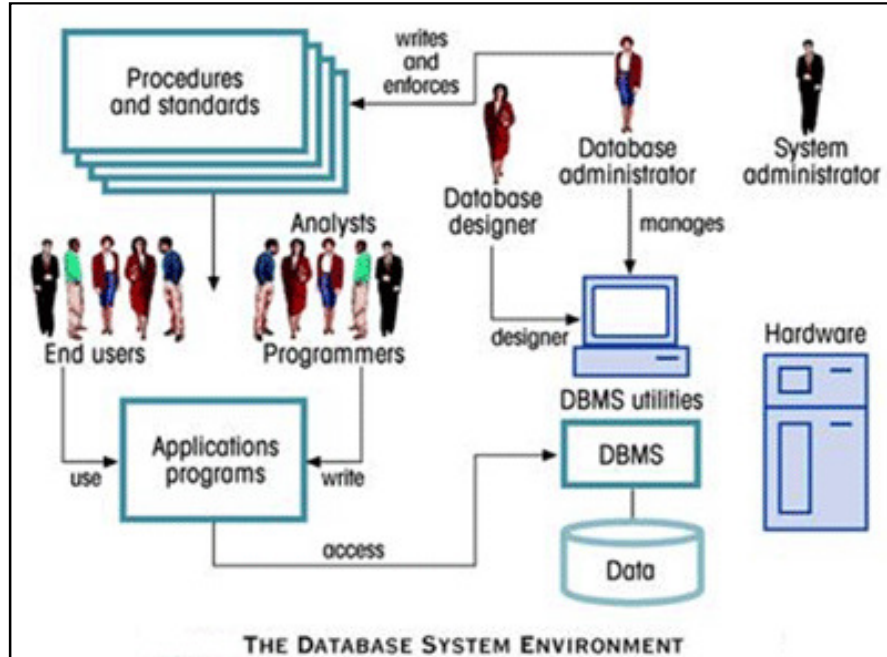 writes
and
enforces
Procedures
and standards
Database
administrator
System
administrator
Database
designer
manages
Analysts
designer
End users
Programmers
Hardware
DBMS utilities
Applications
programs
use
write
DBMS
access
Data
THE DATABASE SYSTEM ENVIRONMENT